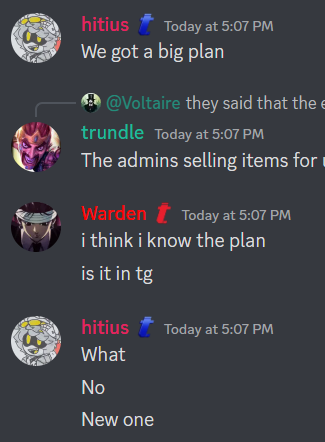 hitius Today at 5:07 PM
We got a big plan
@Voltaire they said that the
trundle Today at 5:07 PM
The admins selling items for
Warden Today at 5:07 PM
i think i know the plan
is it in tg
hitius Today at 5:07 PM
What
No
New one